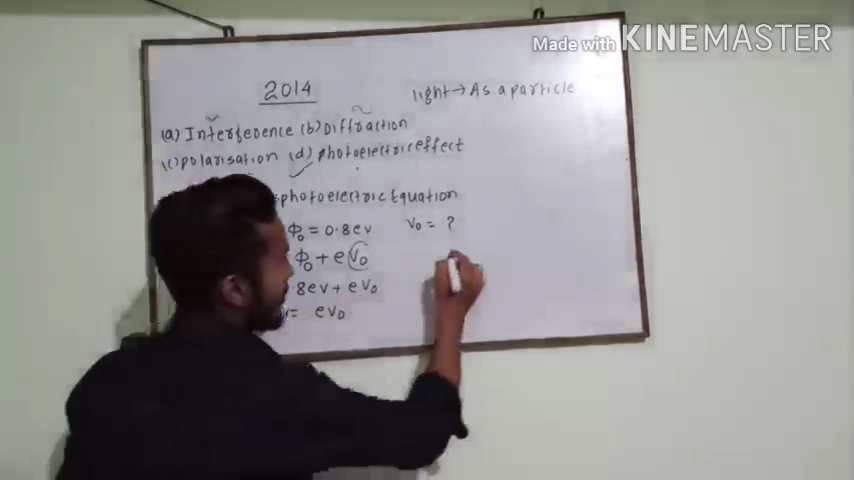 Made with KINEMASTER
2014
light → As a particle
(a) Interference (b) Diffraction
(c) polarisation (d) photoelectric effect
photoelectric Equation
ϕ₀ = 0.8ev V₀ = ?
ϕ₀ + eV₀
.8ev + eV₀
= eV₀